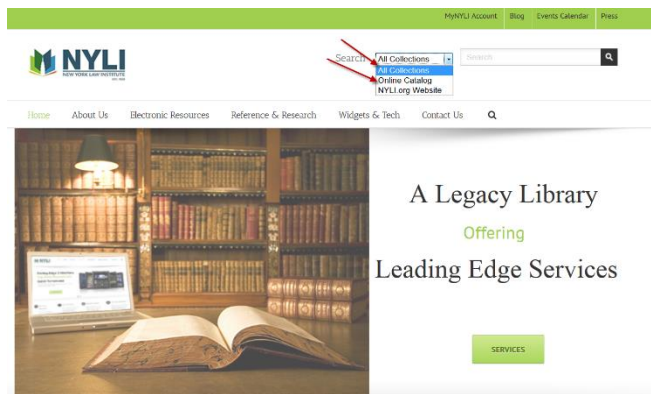 MyNYLI Account Blog Events Calendar Press
NYLI
NEW YORK LAW INSTITUTE
Search All Collections Search
All Collections
Online Catalog
NYLI.org Website
Home About Us Electronic Resources Reference & Research Widgets & Tech Contact Us
A Legacy Library
Offering
Leading Edge Services
SERVICES